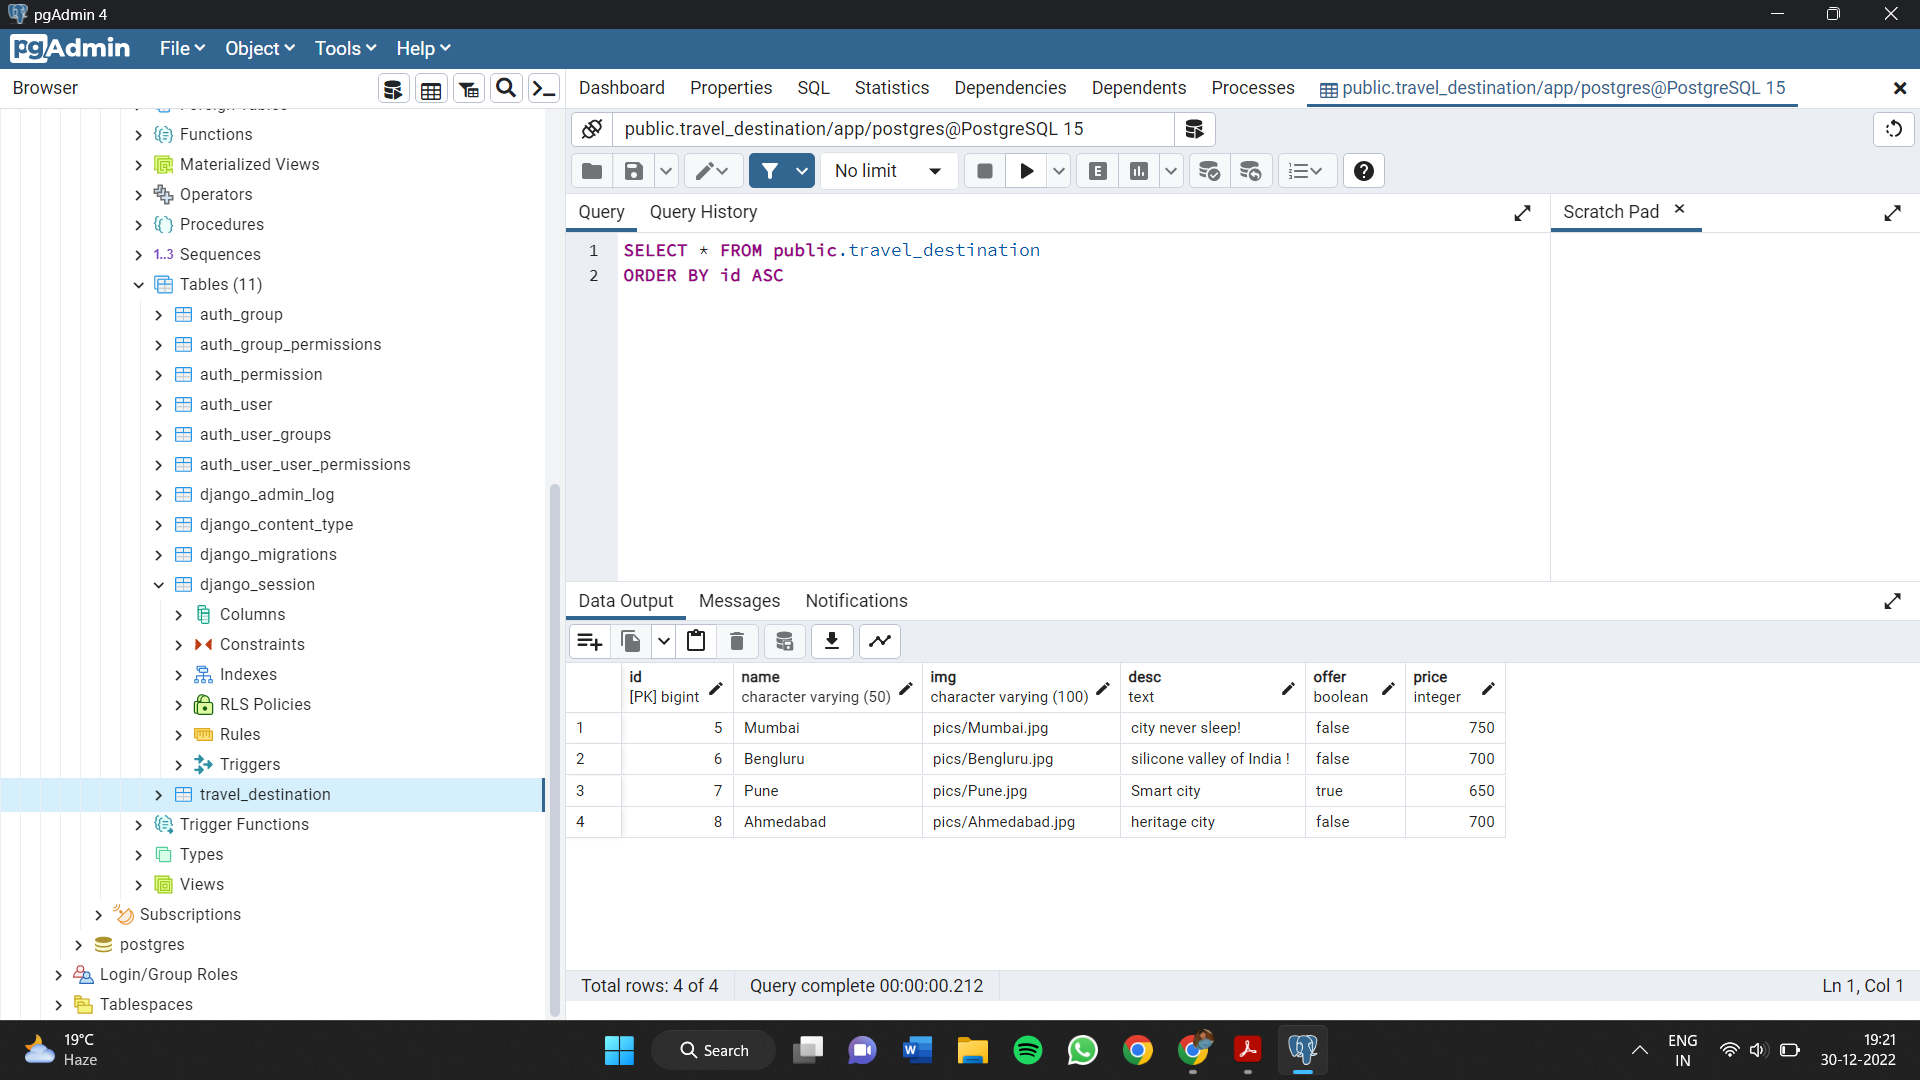 pgAdmin 4
pgAdmin File Object Tools Help
Browser
Dashboard Properties SQL Statistics Dependencies Dependents Processes public.travel_destination/app/postgres@PostgreSQL 15
Functions
Materialized Views
Operators
Procedures
1..3 Sequences
Tables (11)
auth_group
auth_group_permissions
auth_permission
auth_user
auth_user_groups
auth_user_user_permissions
django_admin_log
django_content_type
django_migrations
django_session
Columns
Constraints
Indexes
RLS Policies
Rules
Triggers
travel_destination
Trigger Functions
Types
Views
Subscriptions
postgres
Login/Group Roles
Tablespaces
public.travel_destination/app/postgres@PostgreSQL 15
No limit E
Query Query History
Scratch Pad
1 SELECT * FROM public.travel_destination
2 ORDER BY id ASC
Data Output Messages Notifications
id name img desc offer price
[PK] bigint character varying (50) character varying (100) text boolean integer
1 5 Mumbai pics/Mumbai.jpg city never sleep! false 750
2 6 Bengluru pics/Bengluru.jpg silicone valley of India ! false 700
3 7 Pune pics/Pune.jpg Smart city true 650
4 8 Ahmedabad pics/Ahmedabad.jpg heritage city false 700
Total rows: 4 of 4 Query complete 00:00:00.212 Ln 1, Col 1
19°C
Haze
Search
ENG
IN
19:21
30-12-2022